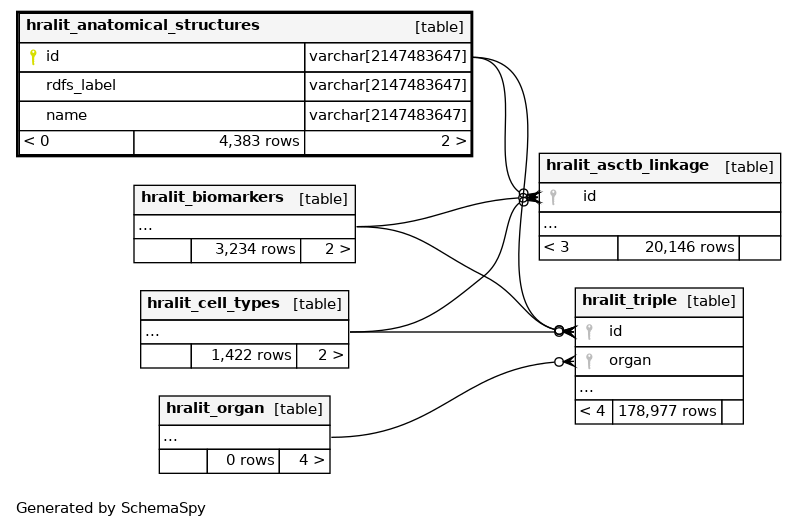 hralit_anatomical_structures [table]
id varchar[2147483647]
rdfs_label varchar[2147483647]
name varchar[2147483647]
< 0 4,383 rows 2 >
hralit_asctb_linkage [table]
id
...
< 3 20,146 rows
hralit_biomarkers [table]
...
3,234 rows 2 >
hralit_cell_types [table]
...
1,422 rows 2 >
hralit_triple [table]
id
organ
...
< 4 178,977 rows
hralit_organ [table]
...
0 rows 4 >
Generated by SchemaSpy